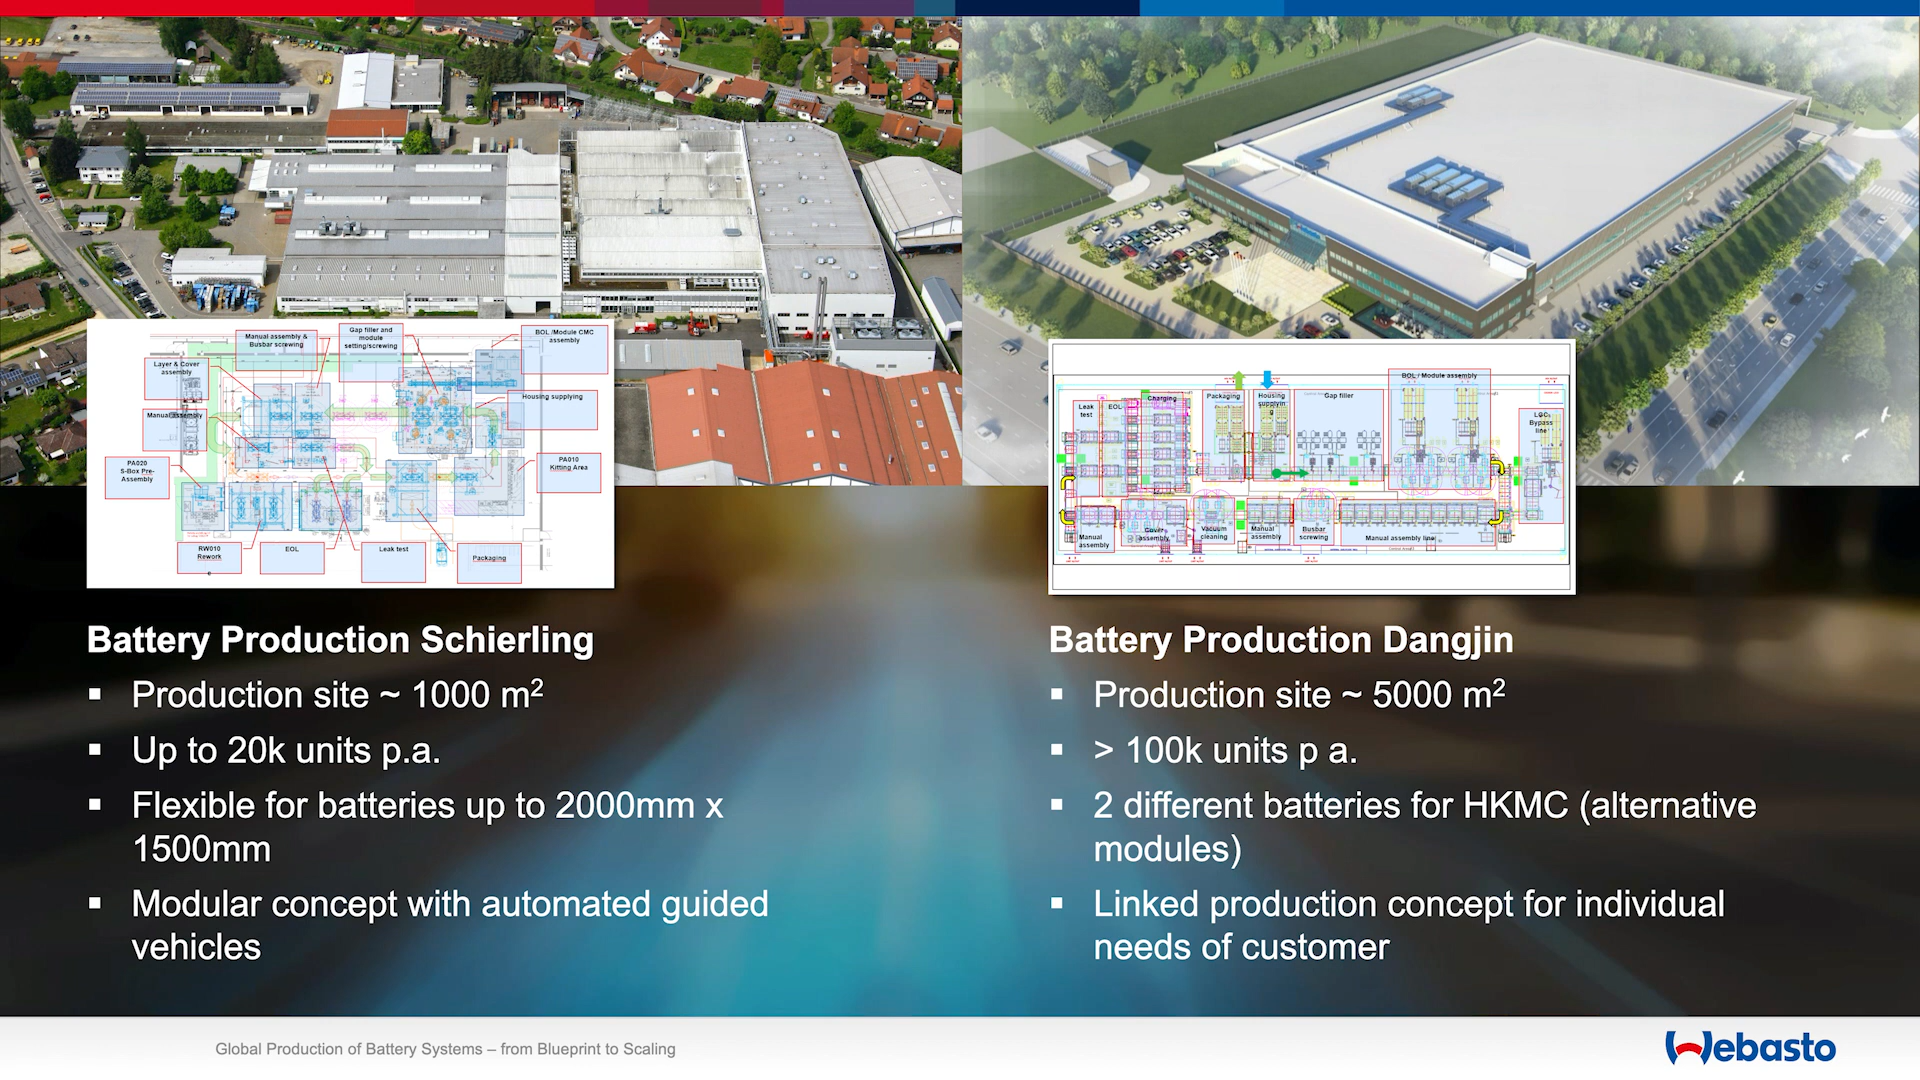 Manual assembly &
Busbar screwing
Gap filler and
module
setting/screwing
BOL /Module CMC
assembly
Layer & Cover
assembly
Housing supplying
Manual assembly
PA020
S-Box Pre-
Assembly
PA010
Kitting Area
RW010
Rework
EOL
Leak test
Packaging
BOL / Module assembly
Leak
test
EOL
Charging
Packaging
Housing
supplyin
g
Gap filler
LGC
Bypass
line
Manual
assembly
Cover
assembly
Vacuum
cleaning
Manual
assembly
Busbar
screwing
Manual assembly line
Battery Production Schierling
▪ Production site ~ 1000 m²
▪ Up to 20k units p.a.
▪ Flexible for batteries up to 2000mm x
1500mm
▪ Modular concept with automated guided
vehicles
Battery Production Dangjin
▪ Production site ~ 5000 m²
▪ > 100k units p a.
▪ 2 different batteries for HKMC (alternative
modules)
▪ Linked production concept for individual
needs of customer
Global Production of Battery Systems – from Blueprint to Scaling
Webasto